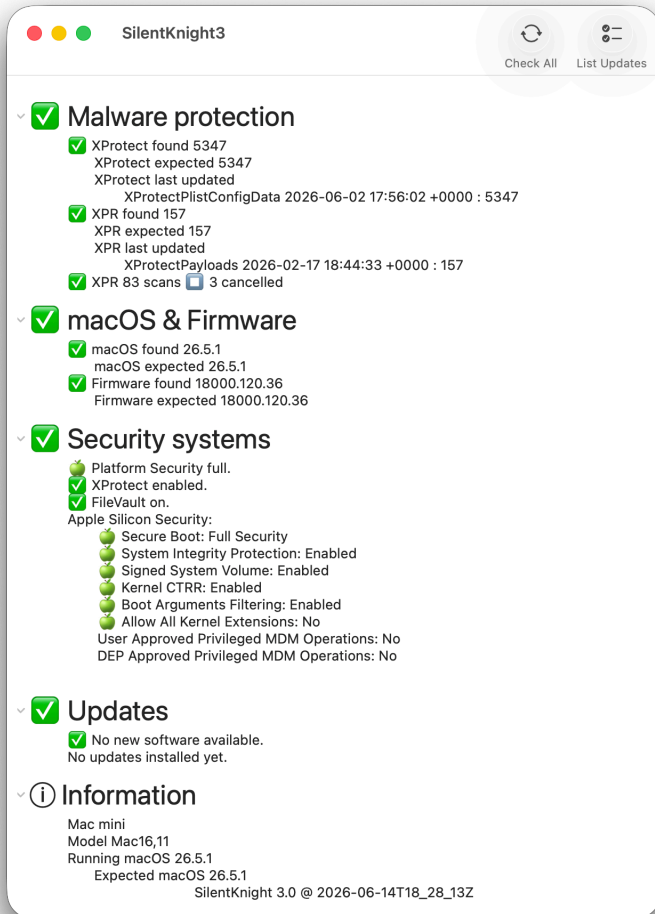 SilentKnight3
Check All
List Updates
Malware protection
XProtect found 5347
XProtect expected 5347
XProtect last updated
XProtectPlistConfigData 2026-06-02 17:56:02 +0000 : 5347
XPR found 157
XPR expected 157
XPR last updated
XProtectPayloads 2026-02-17 18:44:33 +0000 : 157
XPR 83 scans ⏹️ 3 cancelled
macOS & Firmware
macOS found 26.5.1
macOS expected 26.5.1
Firmware found 18000.120.36
Firmware expected 18000.120.36
Security systems
Platform Security full.
XProtect enabled.
FileVault on.
Apple Silicon Security:
Secure Boot: Full Security
System Integrity Protection: Enabled
Signed System Volume: Enabled
Kernel CTRR: Enabled
Boot Arguments Filtering: Enabled
Allow All Kernel Extensions: No
User Approved Privileged MDM Operations: No
DEP Approved Privileged MDM Operations: No
Updates
No new software available.
No updates installed yet.
Information
Mac mini
Model Mac16,11
Running macOS 26.5.1
Expected macOS 26.5.1
SilentKnight 3.0 @ 2026-06-14T18_28_13Z